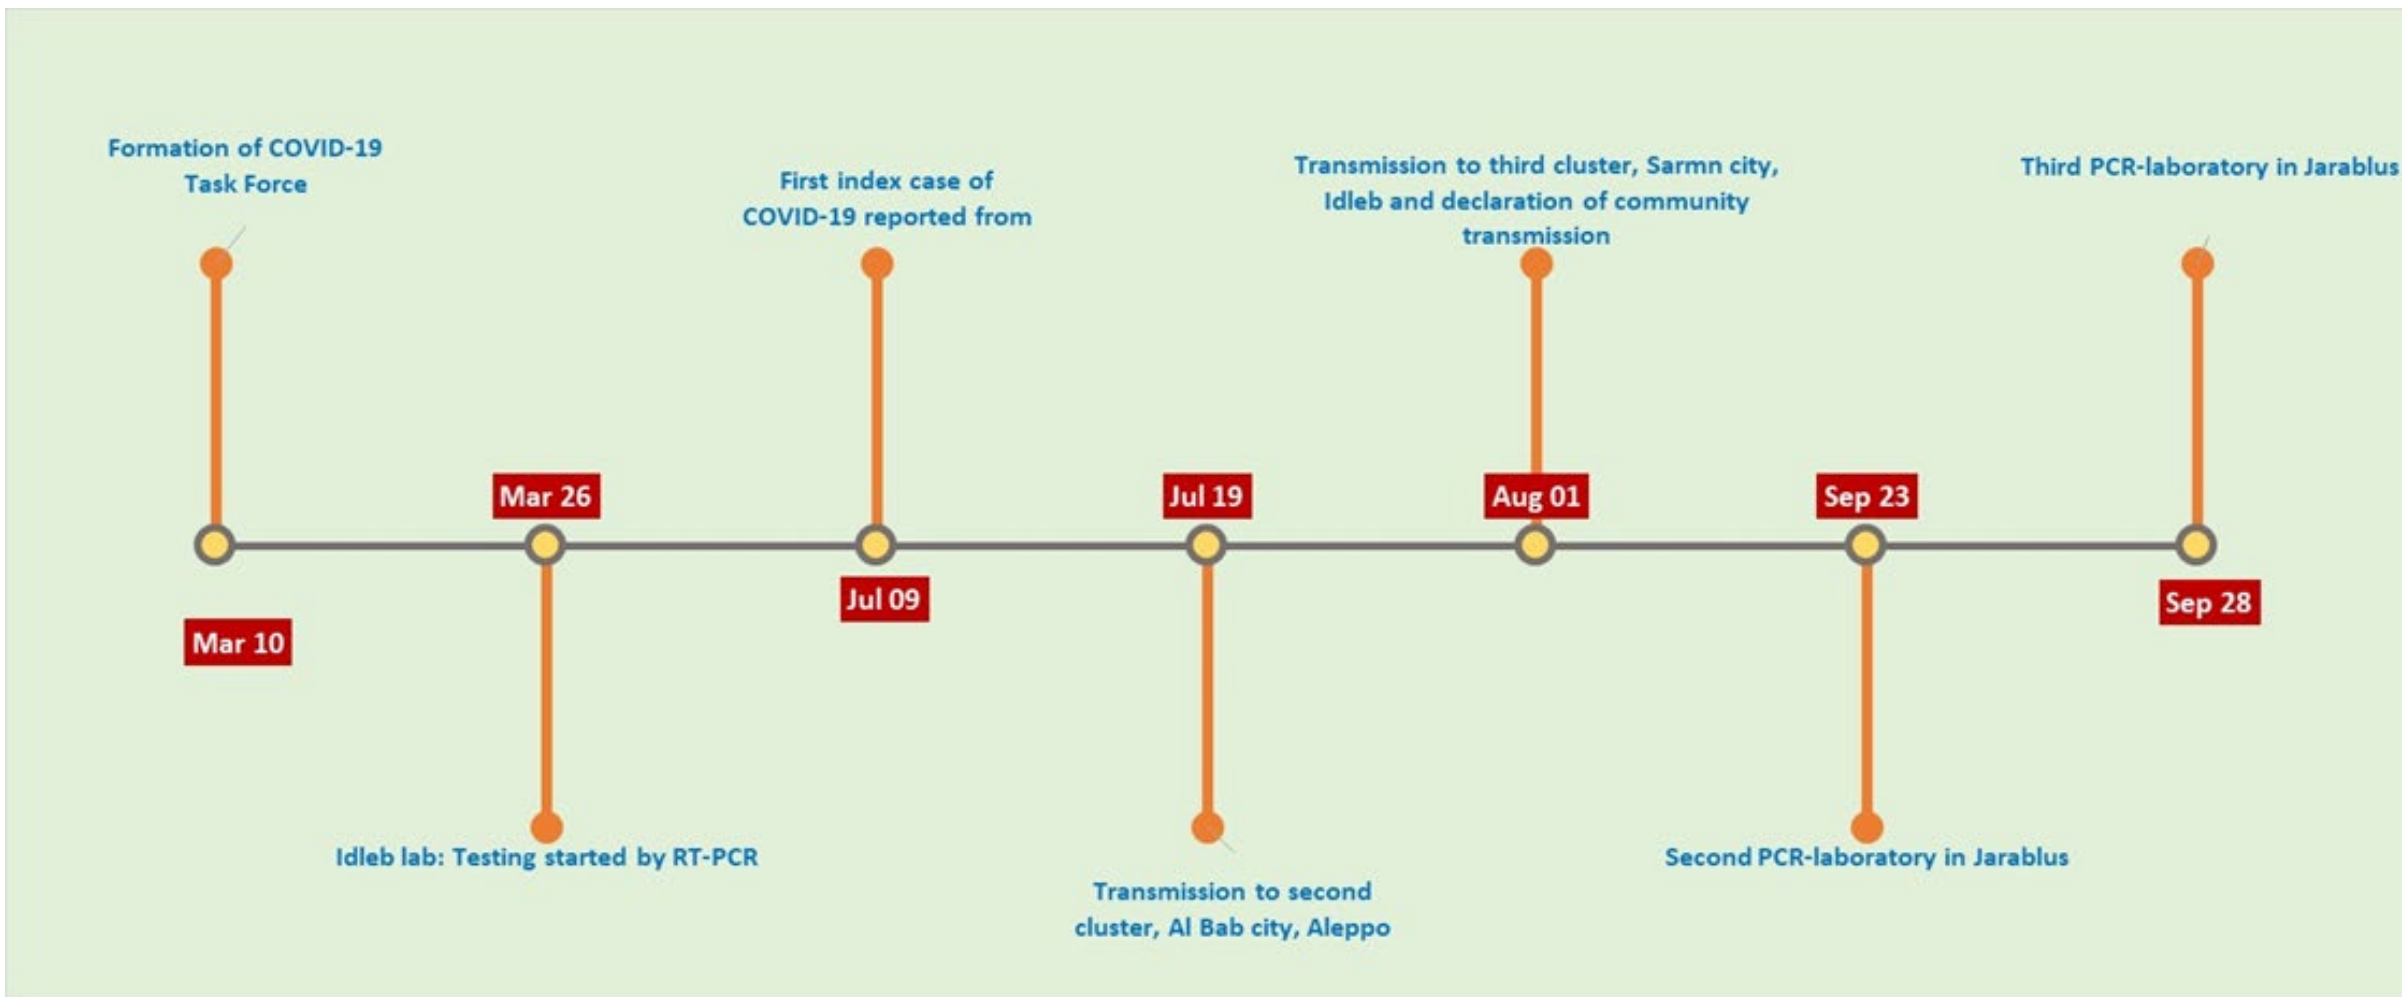 Formation of COVID-19
Task Force
Mar 10
Mar 26
Idleb lab: Testing started by RT-PCR
First index case of
COVID-19 reported from
Jul 09
Jul 19
Transmission to second
cluster, Al Bab city, Aleppo
Transmission to third cluster, Sarmn city,
Idleb and declaration of community
transmission
Aug 01
Sep 23
Second PCR-laboratory in Jarablus
Third PCR-laboratory in Jarablus
Sep 28